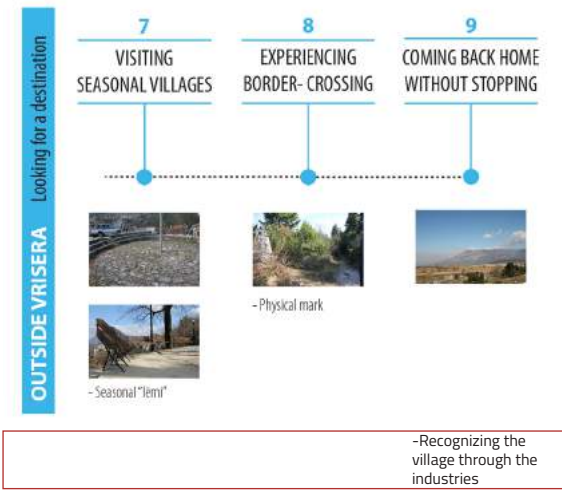 OUTSIDE VRISERA Looking for a destination
7
VISITING
SEASONAL VILLAGES
8
EXPERIENCING
BORDER- CROSSING
9
COMING BACK HOME
WITHOUT STOPPING
- Physical mark
- Seasonal "lëmi"
-Recognizing the
village through the
industries